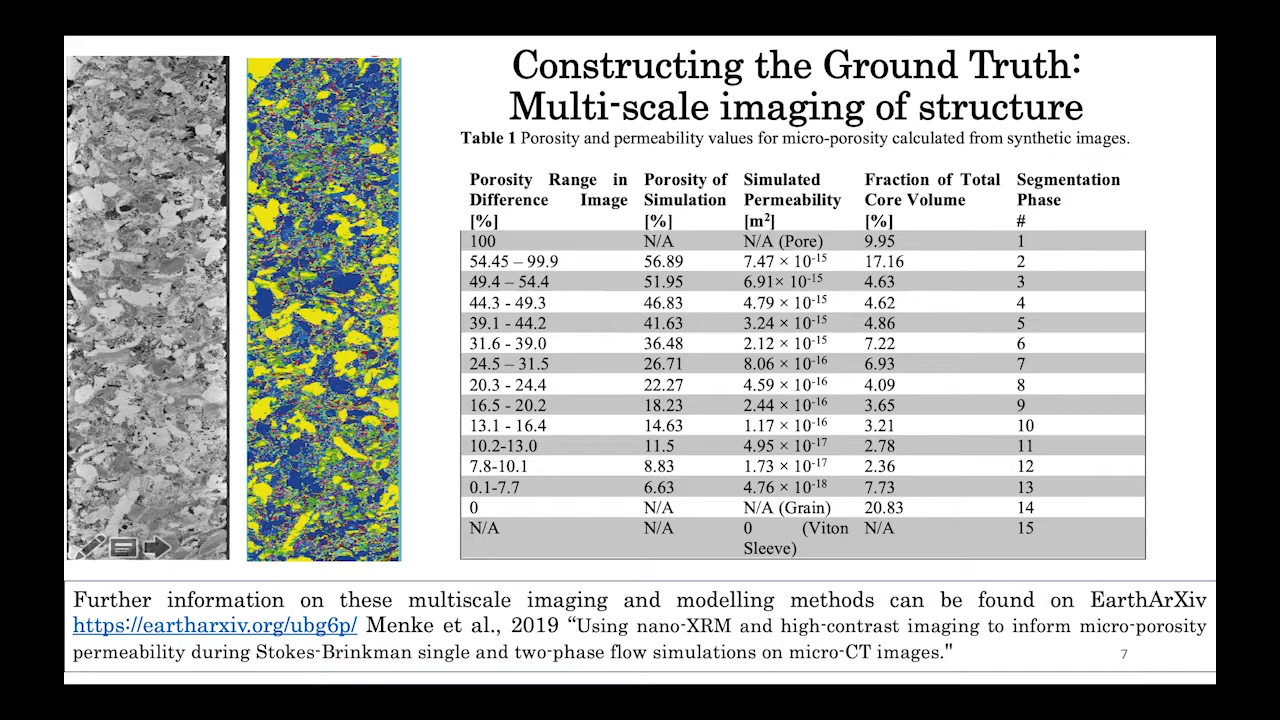 Constructing the Ground Truth:
Multi-scale imaging of structure
Table 1 Porosity and permeability values for micro-porosity calculated from synthetic images.
Porosity Range in Difference Image [%] Porosity of Simulation [%] Simulated Permeability [m²] Fraction of Total Core Volume [%] Segmentation Phase #
100 N/A N/A (Pore) 9.95 1
54.45 – 99.9 56.89 7.47 × 10⁻¹⁵ 17.16 2
49.4 – 54.4 51.95 6.91× 10⁻¹⁵ 4.63 3
44.3 - 49.3 46.83 4.79 × 10⁻¹⁵ 4.62 4
39.1 - 44.2 41.63 3.24 × 10⁻¹⁵ 4.86 5
31.6 - 39.0 36.48 2.12 × 10⁻¹⁵ 7.22 6
24.5 – 31.5 26.71 8.06 × 10⁻¹⁶ 6.93 7
20.3 - 24.4 22.27 4.59 × 10⁻¹⁶ 4.09 8
16.5 - 20.2 18.23 2.44 × 10⁻¹⁶ 3.65 9
13.1 - 16.4 14.63 1.17 × 10⁻¹⁶ 3.21 10
10.2-13.0 11.5 4.95 × 10⁻¹⁷ 2.78 11
7.8-10.1 8.83 1.73 × 10⁻¹⁷ 2.36 12
0.1-7.7 6.63 4.76 × 10⁻¹⁸ 7.73 13
0 N/A N/A (Grain) 20.83 14
N/A N/A 0 (Viton Sleeve) N/A 15
Further information on these multiscale imaging and modelling methods can be found on EarthArXiv
https://eartharxiv.org/ubg6p/ Menke et al., 2019 “Using nano-XRM and high-contrast imaging to inform micro-porosity
permeability during Stokes-Brinkman single and two-phase flow simulations on micro-CT images."
7